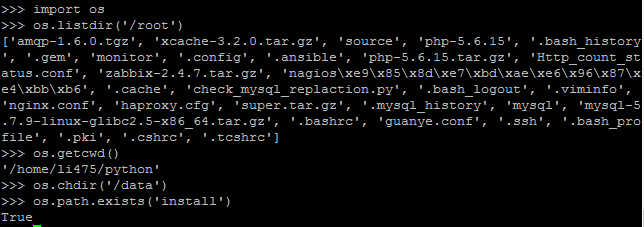 >>> import os
>>> os.listdir('/root')
['amqp-1.6.0.tgz', 'xcache-3.2.0.tar.gz', 'source', 'php-5.6.15', '.bash_history
', '.gem', 'monitor', '.config', '.ansible', 'php-5.6.15.tar.gz', 'Http_count_st
atus.conf', 'zabbix-2.4.7.tar.gz', 'nagios\xe9\x85\x8d\xe7\xbd\xae\xe6\x96\x87\x
e4\xbb\xb6', '.cache', 'check_mysql_replaction.py', '.bash_logout', '.viminfo',
'nginx.conf', 'haproxy.cfg', 'super.tar.gz', '.mysql_history', 'mysql', 'mysql-5
.7.9-linux-glibc2.5-x86_64.tar.gz', '.bashrc', 'guanye.conf', '.ssh', '.bash_pro
file', '.pki', '.cshrc', '.tcshrc']
>>> os.getcwd()
'/home/li475/python'
>>> os.chdir('/data')
>>> os.path.exists('install')
True